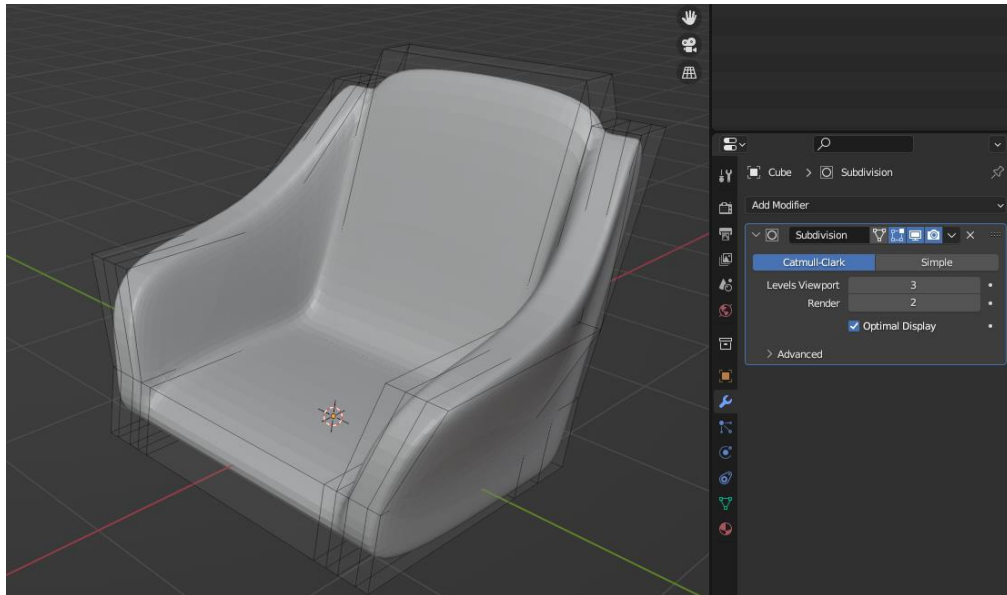 Cube > Subdivision
Add Modifier
Subdivision
Catmull-Clark Simple
Levels Viewport 3
Render 2
Optimal Display
Advanced